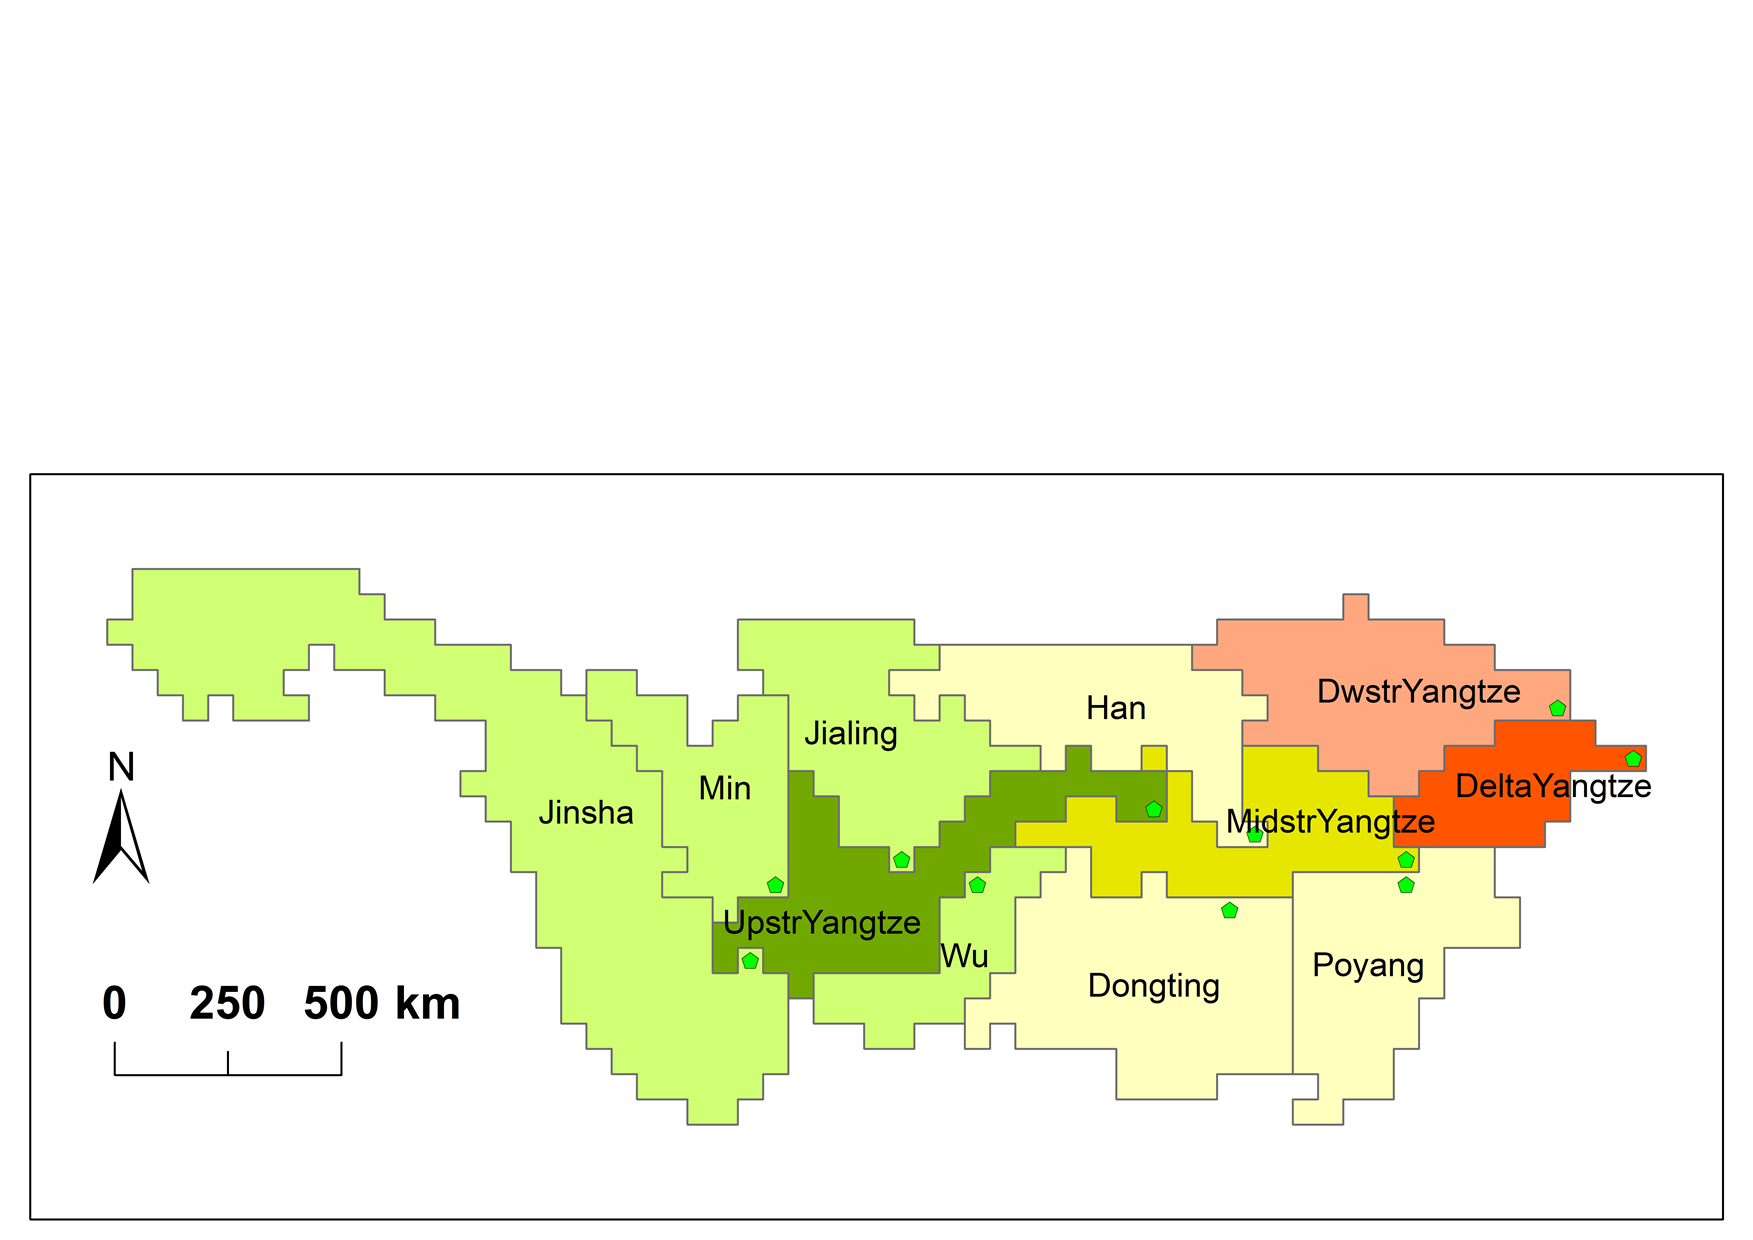 DwstrYangtze
Han
Jialing
N
Min
DeltaYangtze
Jinsha
MidstrYangtze
UpstrYangtze
Wu
Poyang
Dongting
0 250 500 km